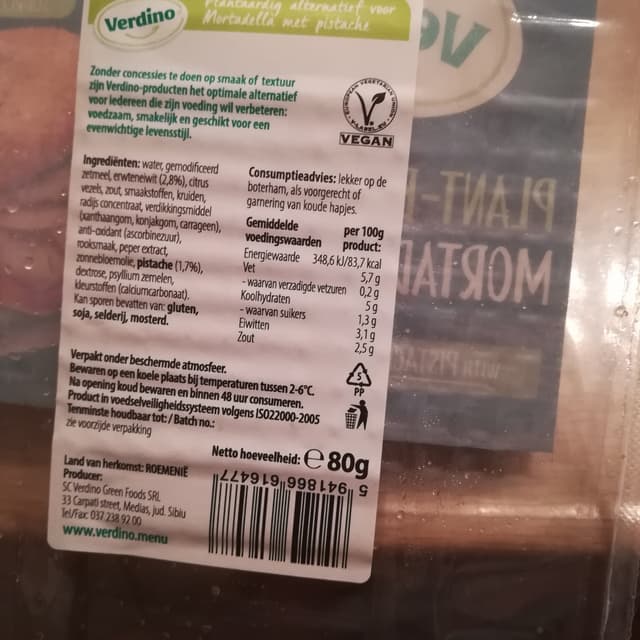 Verdino
Plantaardig alternatief voor
Mortadella met pistache
Zonder concessies te doen op smaak of textuur
zijn Verdino-producten het optimale alternatief
voor iedereen die zijn voeding wil verbeteren:
voedzaam, smakelijk en geschikt voor een
evenwichtige levensstijl.
EUROPEAN VEGETARIAN UNION
V-LABEL.EU
VEGAN
Ingrediënten: water, gemodificeerd
zetmeel, erwteneiwit (2,8%), citrus
vezels, zout, smaakstoffen, kruiden,
radijs concentraat, verdikkingsmiddel
(xanthaangom, konjakgom, carrageen),
anti-oxidant (ascorbinezuur),
rooksmaak, peper extract,
zonnebloemolie, pistache (1,7%),
dextrose, psyllium zemelen,
kleurstoffen (calciumcarbonaat).
Kan sporen bevatten van: gluten,
soja, selderij, mosterd.
Consumptieadvies: lekker op de
boterham, als voorgerecht of
garnering van koude hapjes.
Gemiddelde per 100g
voedingswaarden product:
Energiewaarde 348,6 kJ/83,7 kcal
Vet 5,7 g
- waarvan verzadigde vetzuren 0,2 g
Koolhydraten 5 g
- waarvan suikers 1,3 g
Eiwitten 3,1 g
Zout 2,5 g
Verpakt onder beschermde atmosfeer.
Bewaren op een koele plaats bij temperaturen tussen 2-6°C.
Na opening koud bewaren en binnen 48 uur consumeren.
Product in voedselveiligheidssysteem volgens ISO22000-2005
Tenminste houdbaar tot: / Batch no.:
zie voorzijde verpakking
5
PP
Netto hoeveelheid: e 80g
Land van herkomst: ROEMENIË
Producer:
SC Verdino Green Foods SRL
33 Carpati street, Medias, jud. Sibiu
Tel/Fax: 037 238 92 00
www.verdino.menu
5 941866 616477
Ve
PLANT-
MORTAD
WITH PISTA